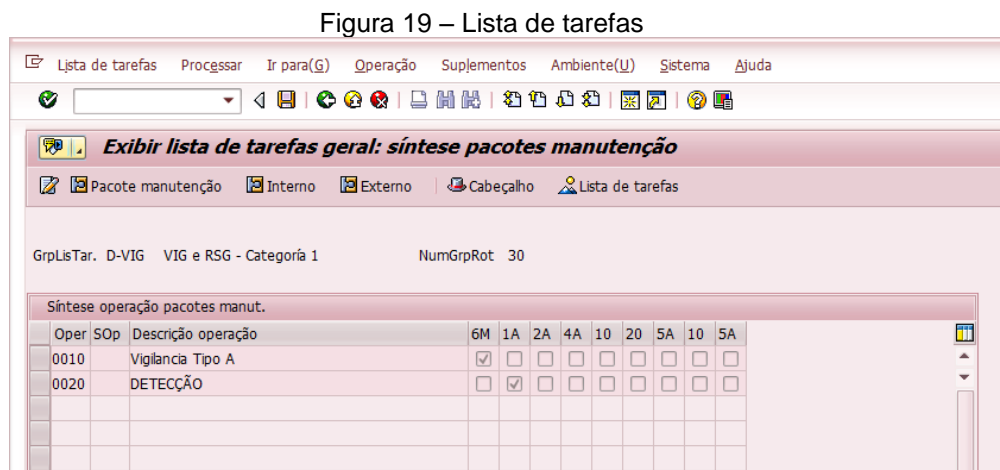 Figura 19 – Lista de tarefas
Lista de tarefas Processar Ir para(G) Operação Suplementos Ambiente(U) Sistema Ajuda
Exibir lista de tarefas geral: síntese pacotes manutenção
Pacote manutenção Interno Externo Cabeçalho Lista de tarefas
GrpLisTar. D-VIG VIG e RSG - Categoría 1 NumGrpRot 30
Síntese operação pacotes manut.
Oper SOp Descrição operação 6M 1A 2A 4A 10 20 5A 10 5A
0010 Vigilancia Tipo A
0020 DETECÇÃO